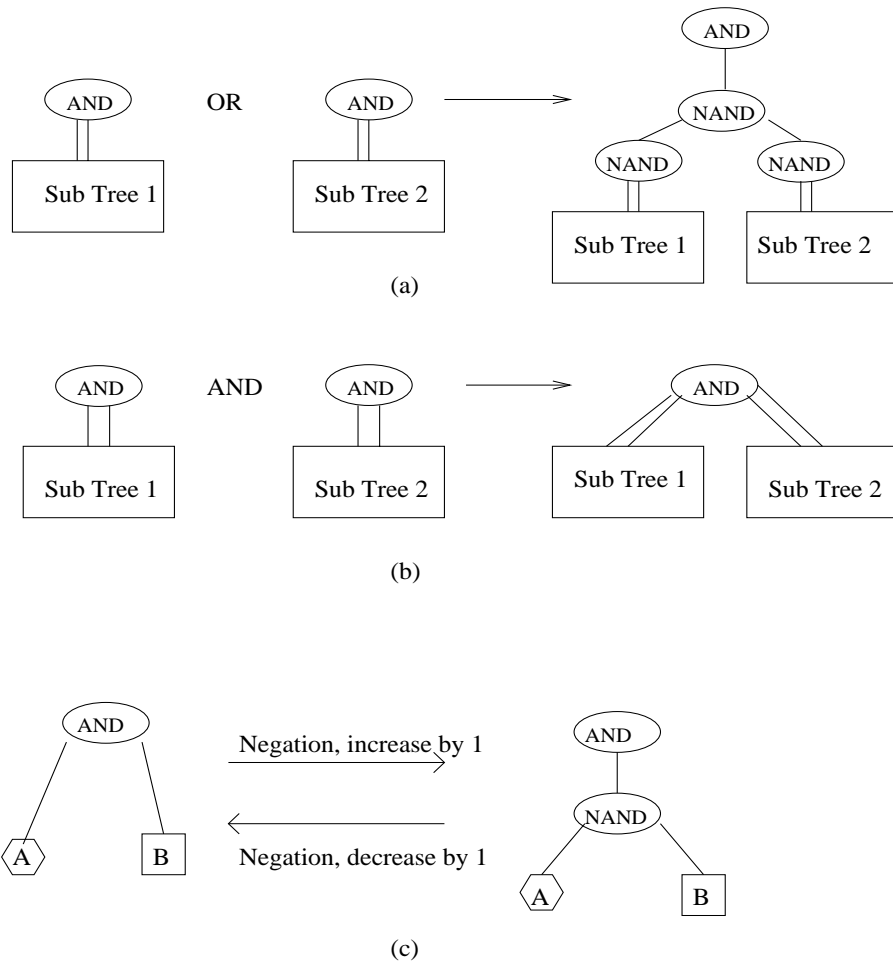 AND
AND OR AND
NAND
NAND NAND
Sub Tree 1 Sub Tree 2 Sub Tree 1 Sub Tree 2
(a)
AND AND AND AND
Sub Tree 1 Sub Tree 2 Sub Tree 1 Sub Tree 2
(b)
AND Negation, increase by 1 AND
NAND
A B Negation, decrease by 1 A B
(c)